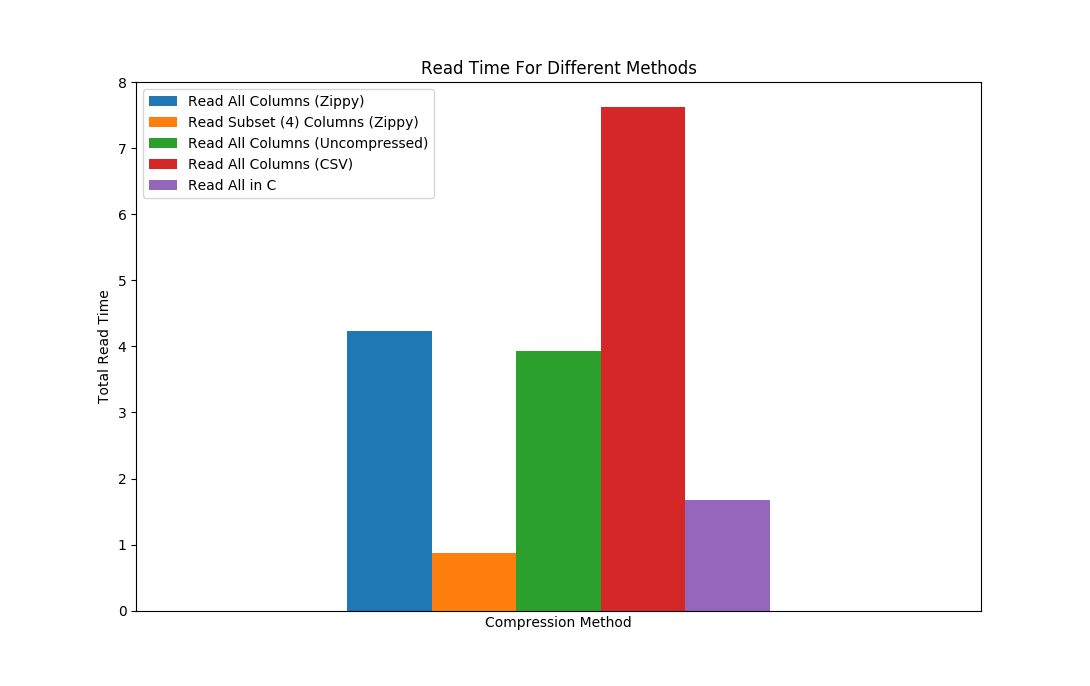 Read Time For Different Methods
8
7
6
5
4
3
2
1
0
Total Read Time
Read All Columns (Zippy)
Read Subset (4) Columns (Zippy)
Read All Columns (Uncompressed)
Read All Columns (CSV)
Read All in C
Compression Method